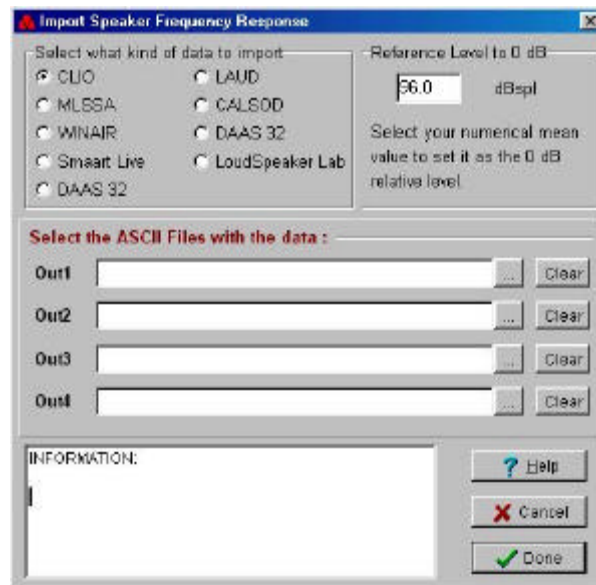 Import Speaker Frequency Response
Select what kind of data to import
CLIO
LAUD
MLSSA
CALSOD
WINAIR
DAAS 32
Smaart Live
LoudSpeaker Lab
DAAS 32
Reference Level to 0 dB
96.0 dBspl
Select your numerical mean
value to set it as the 0 dB
relative level.
Select the ASCII Files with the data :
Out1 ... Clear
Out2 ... Clear
Out3 ... Clear
Out4 ... Clear
INFORMATION:
? Help
Cancel
Done